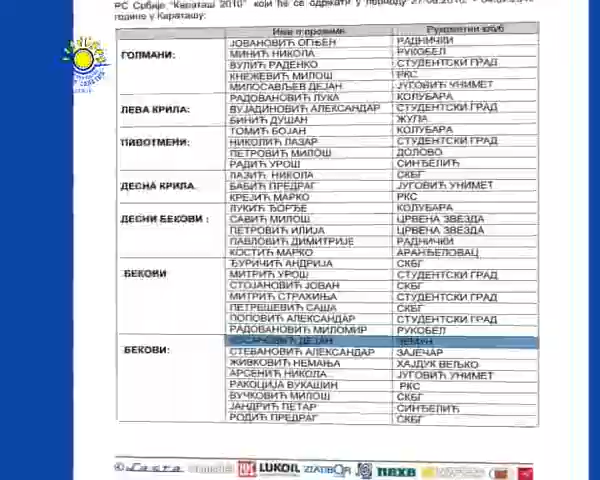 РС Србије "Караташ 2010" који ће се одржати у периоду
године у Караташу:
Име и презиме Рукометни клуб
ГОЛМАНИ: ЈОВАНОВИЋ ОГЊЕН РАДНИЧКИ
МИНИЋ НИКОЛА РУКОБЕЛ
ВУЛИЋ РАДЕНКО СТУДЕНТСКИ ГРАД
КНЕЖЕВИЋ МИЛОШ РКС
МИЛОСАВЉЕВ ДЕЈАН ЈУГОВИЋ УНИМЕТ
ЛЕВА КРИЛА: РАДОВАНОВИЋ ЛУКА КОЛУБАРА
ВУЈАДИНОВИЋ АЛЕКСАНДАР СТУДЕНТСКИ ГРАД
БИНИЋ ДУШАН ЖУПА
ПИВОТМЕНИ: ТОМИЋ БОЈАН КОЛУБАРА
НИКОЛИЋ ЛАЗАР СТУДЕНТСКИ ГРАД
ПЕТРОВИЋ МИЛОШ ДОЛОВО
РАДИЋ УРОШ СИНЂЕЛИЋ
ДЕСНА КРИЛА: ЛАЗИЋ НИКОЛА СКБГ
БАБИЋ ПРЕДРАГ ЈУГОВИЋ УНИМЕТ
КРЕЈИЋ МАРКО РКС
ДЕСНИ БЕКОВИ : ЛУКИЋ ЂОРЂЕ КОЛУБАРА
САВИЋ МИЛОШ ЦРВЕНА ЗВЕЗДА
ПЕТРОВИЋ ИЛИЈА ЦРВЕНА ЗВЕЗДА
ПАВЛОВИЋ ДИМИТРИЈЕ РАДНИЧКИ
КОСТИЋ МАРКО АРАНЂЕЛОВАЦ
БЕКОВИ ЂУРИЧИЋ АНДРИЈА СКБГ
МИТРИЋ УРОШ СТУДЕНТСКИ ГРАД
СТОЈАНОВИЋ ЈОВАН СКБГ
МИТРИЋ СТРАХИЊА СТУДЕНТСКИ ГРАД
ПЕТРЕШЕВИЋ САША СКБГ
ПОПОВИЋ АЛЕКСАНДАР СТУДЕНТСКИ ГРАД
РАДОВАНОВИЋ МИЛОМИР РУКОБЕЛ
БЕКОВИ: ДЕЈАН ЗЕМУН
СТЕВАНОВИЋ АЛЕКСАНДАР ЗАЈЕЧАР
ЖИВКОВИЋ НЕМАЊА ХАЈДУК ВЕЉКО
АРСЕНИЋ НИКОЛА ЈУГОВИЋ УНИМЕТ
РАКОЦИЈА ВУКАШИН РКС
ВУЧКОВИЋ МИЛОШ СКБГ
ЈАНДРИЋ ПЕТАР СИНЂЕЛИЋ
РОДИЋ ПРЕДРАГ СКБГ
Lasta LUKOIL ZLATIBOR